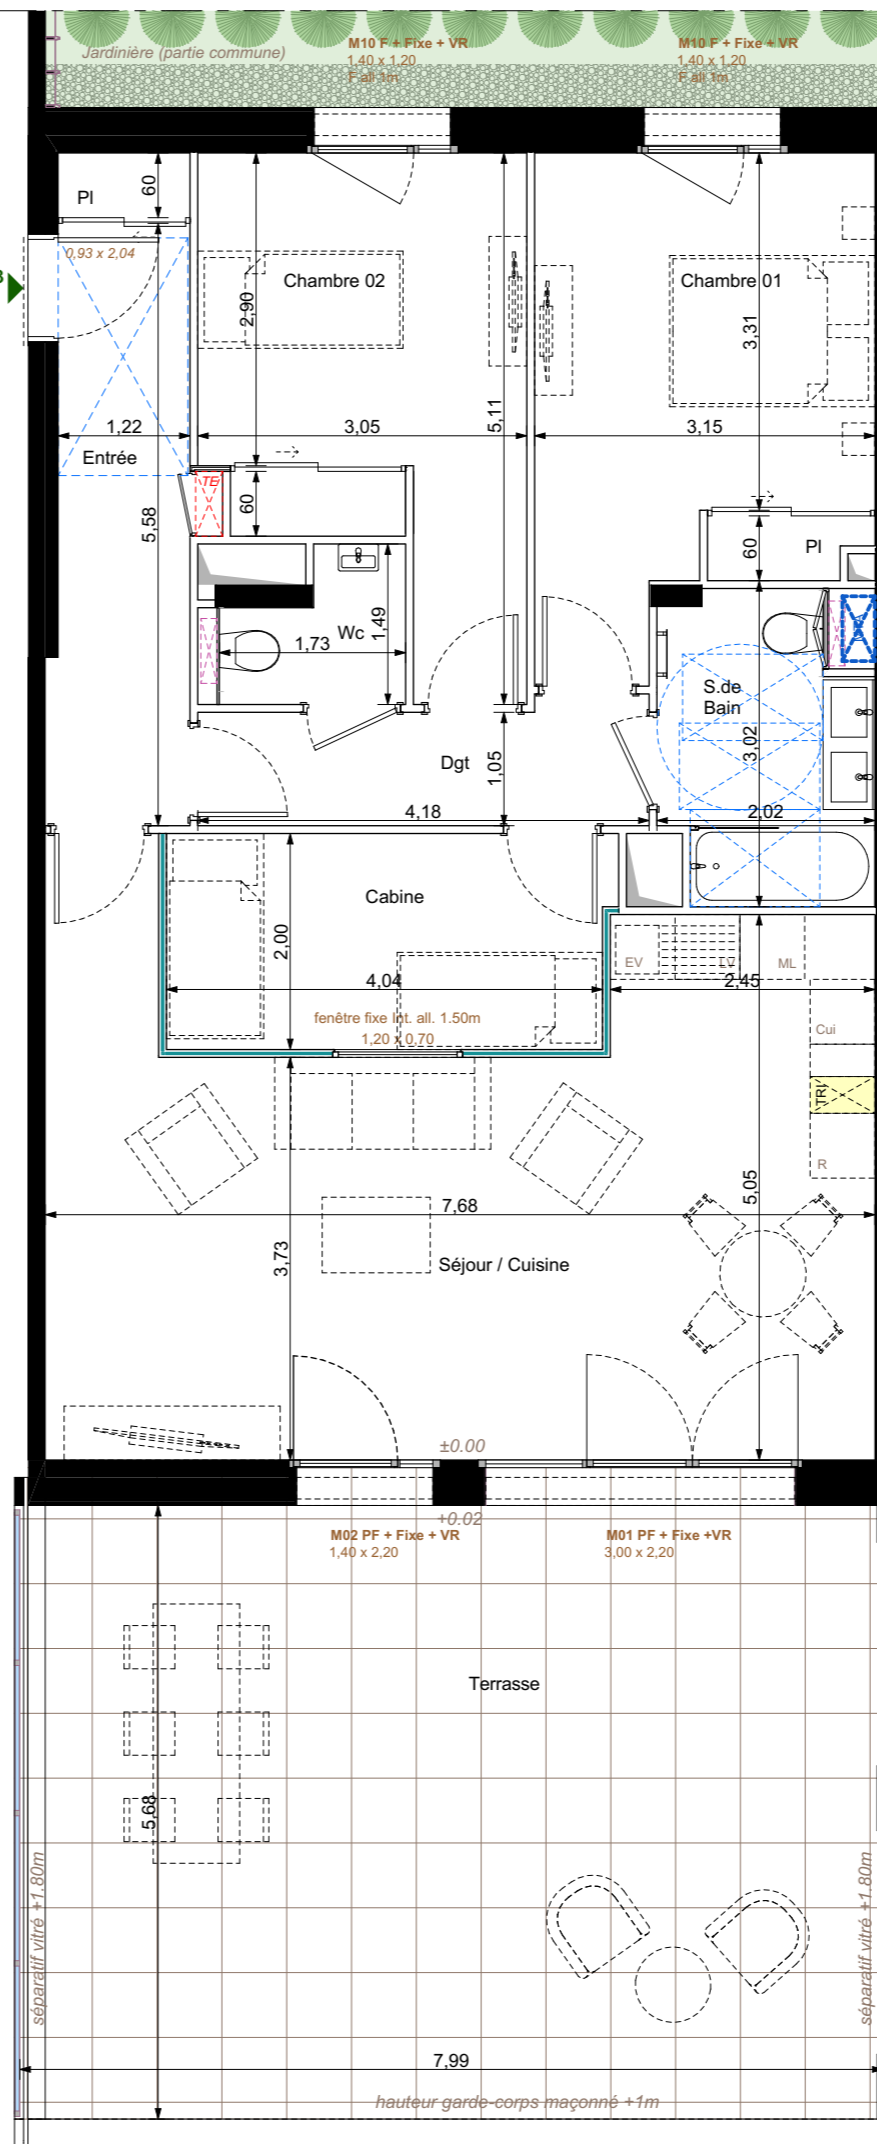 Jardinière (partie commune)
M10 F + Fixe + VR
1,40 x 1,20
F all 1m
M10 F + Fixe + VR
1,40 x 1,20
F all 1m
Pl
60
0,93 x 2,04
3
Chambre 02
2,90
Chambre 01
3,31
1,22
3,05
5,11
3,15
Entrée
TE
60
5,58
60
Pl
Wc
1,49
1,73
S.de
Bain
3,02
Dgt
1,05
4,18
2,02
Cabine
2,00
4,04
EV
LV
ML
2,45
fenêtre fixe Int. all. 1.50m
1,20 x 0,70
Cui
TRI
R
5,05
7,68
3,73
Séjour / Cuisine
±0.00
+0.02
M02 PF + Fixe + VR
1,40 x 2,20
M01 PF + Fixe +VR
3,00 x 2,20
Terrasse
5,68
séparatif vitré +1.80m
séparatif vitré +1.80m
7,99
hauteur garde-corps maçonné +1m